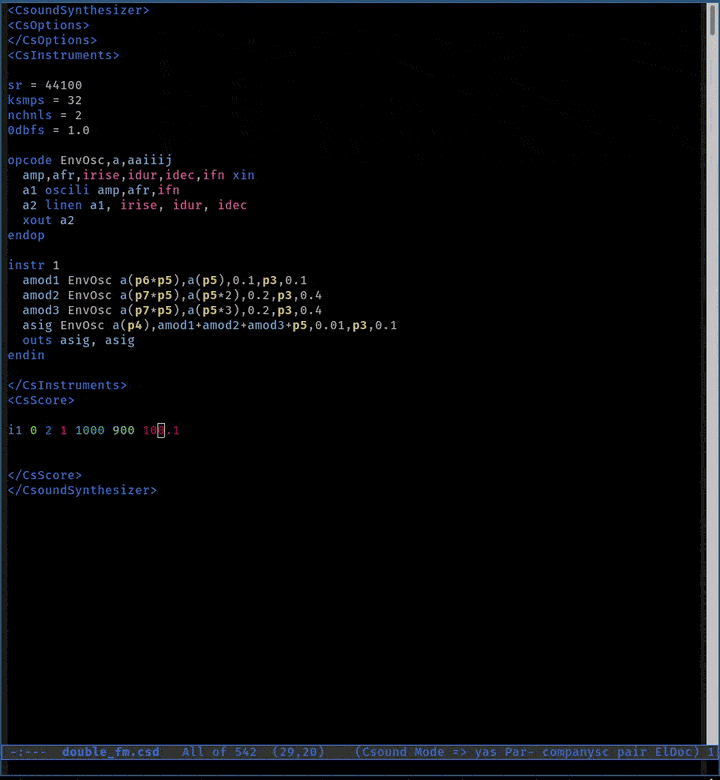 <CsoundSynthesizer>
<CsOptions>
</CsOptions>
<CsInstruments>
sr = 44100
ksmps = 32
nchnls = 2
0dbfs = 1.0
opcode EnvOsc,a,aaiiij
  amp,afr,irise,idur,idec,ifn xin
  a1 oscili amp,afr,ifn
  a2 linen a1, irise, idur, idec
  xout a2
endop
instr 1
  amod1 EnvOsc a(p6*p5),a(p5),0.1,p3,0.1
  amod2 EnvOsc a(p7*p5),a(p5*2),0.2,p3,0.4
  amod3 EnvOsc a(p7*p5),a(p5*3),0.2,p3,0.4
  asig EnvOsc a(p4),amod1+amod2+amod3+p5,0.01,p3,0.1
  outs asig, asig
endin
</CsInstruments>
<CsScore>
i1 0 2 1 1000 900 100.1
</CsScore>
</CsoundSynthesizer>
-:---  double_fm.csd   All of 542  (29,20)    (Csound Mode => yas Par- companysc pair ElDoc) 1